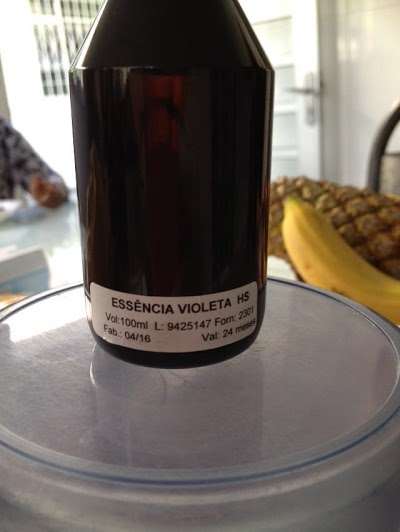 ESSÊNCIA VIOLETA HS
Vol:100ml L: 9425147 Forn: 2301
Fab.: 04/16 Val: 24 meses